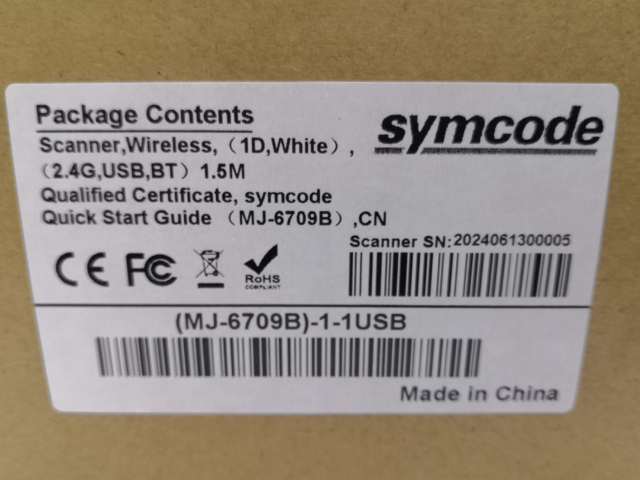 Package Contents
symcode
Scanner,Wireless,（1D,White）,
（2.4G,USB,BT）1.5M
Qualified Certificate, symcode
Quick Start Guide （MJ-6709B）,CN
Scanner SN:2024061300005
CE FC
RoHS
COMPLIANT
(MJ-6709B)-1-1USB
Made in China